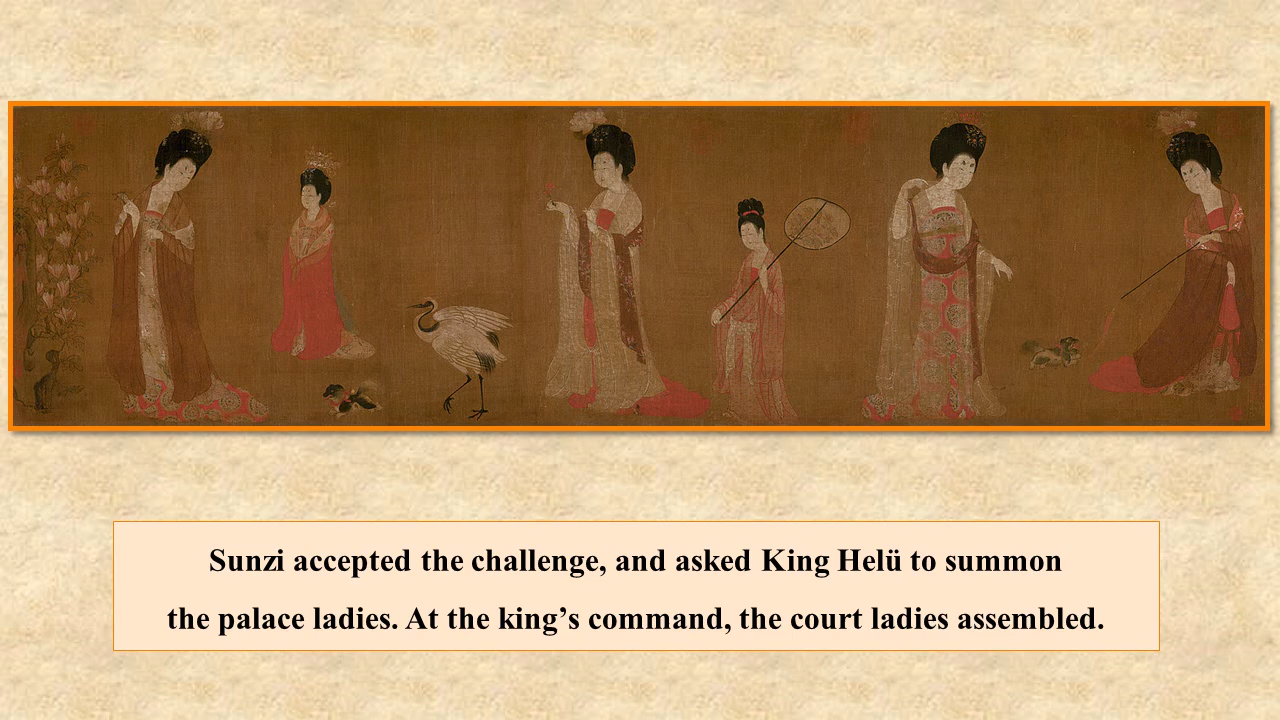 Sunzi accepted the challenge, and asked King Helü to summon
the palace ladies. At the king’s command, the court ladies assembled.